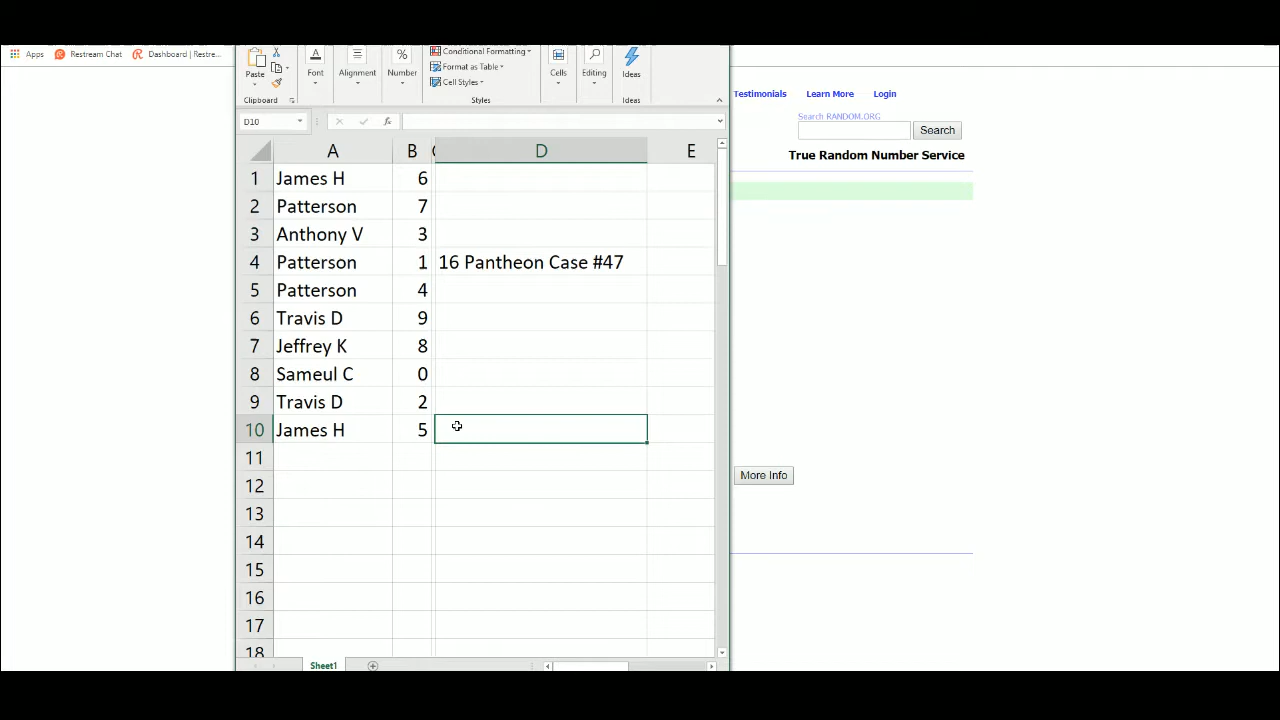 Apps Restream Chat Dashboard | Restre...
Paste
Clipboard
Font
Alignment
%
Number
Conditional Formatting
Format as Table
Cell Styles
Styles
Cells
Editing
Ideas
Ideas
D10
fx
A B D E
1 James H 6
2 Patterson 7
3 Anthony V 3
4 Patterson 1 16 Pantheon Case #47
5 Patterson 4
6 Travis D 9
7 Jeffrey K 8
8 Sameul C 0
9 Travis D 2
10 James H 5
11
12
13
14
15
16
17
18
Sheet1
Testimonials Learn More Login
Search RANDOM.ORG
Search
True Random Number Service
More Info